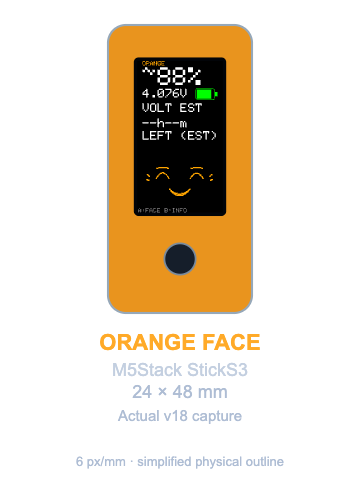 ORANGE
~88%
4.076V
VOLT EST
--h--m
LEFT (EST)
A:FACE B:INFO
ORANGE FACE
M5Stack StickS3
24 × 48 mm
Actual v18 capture
6 px/mm · simplified physical outline